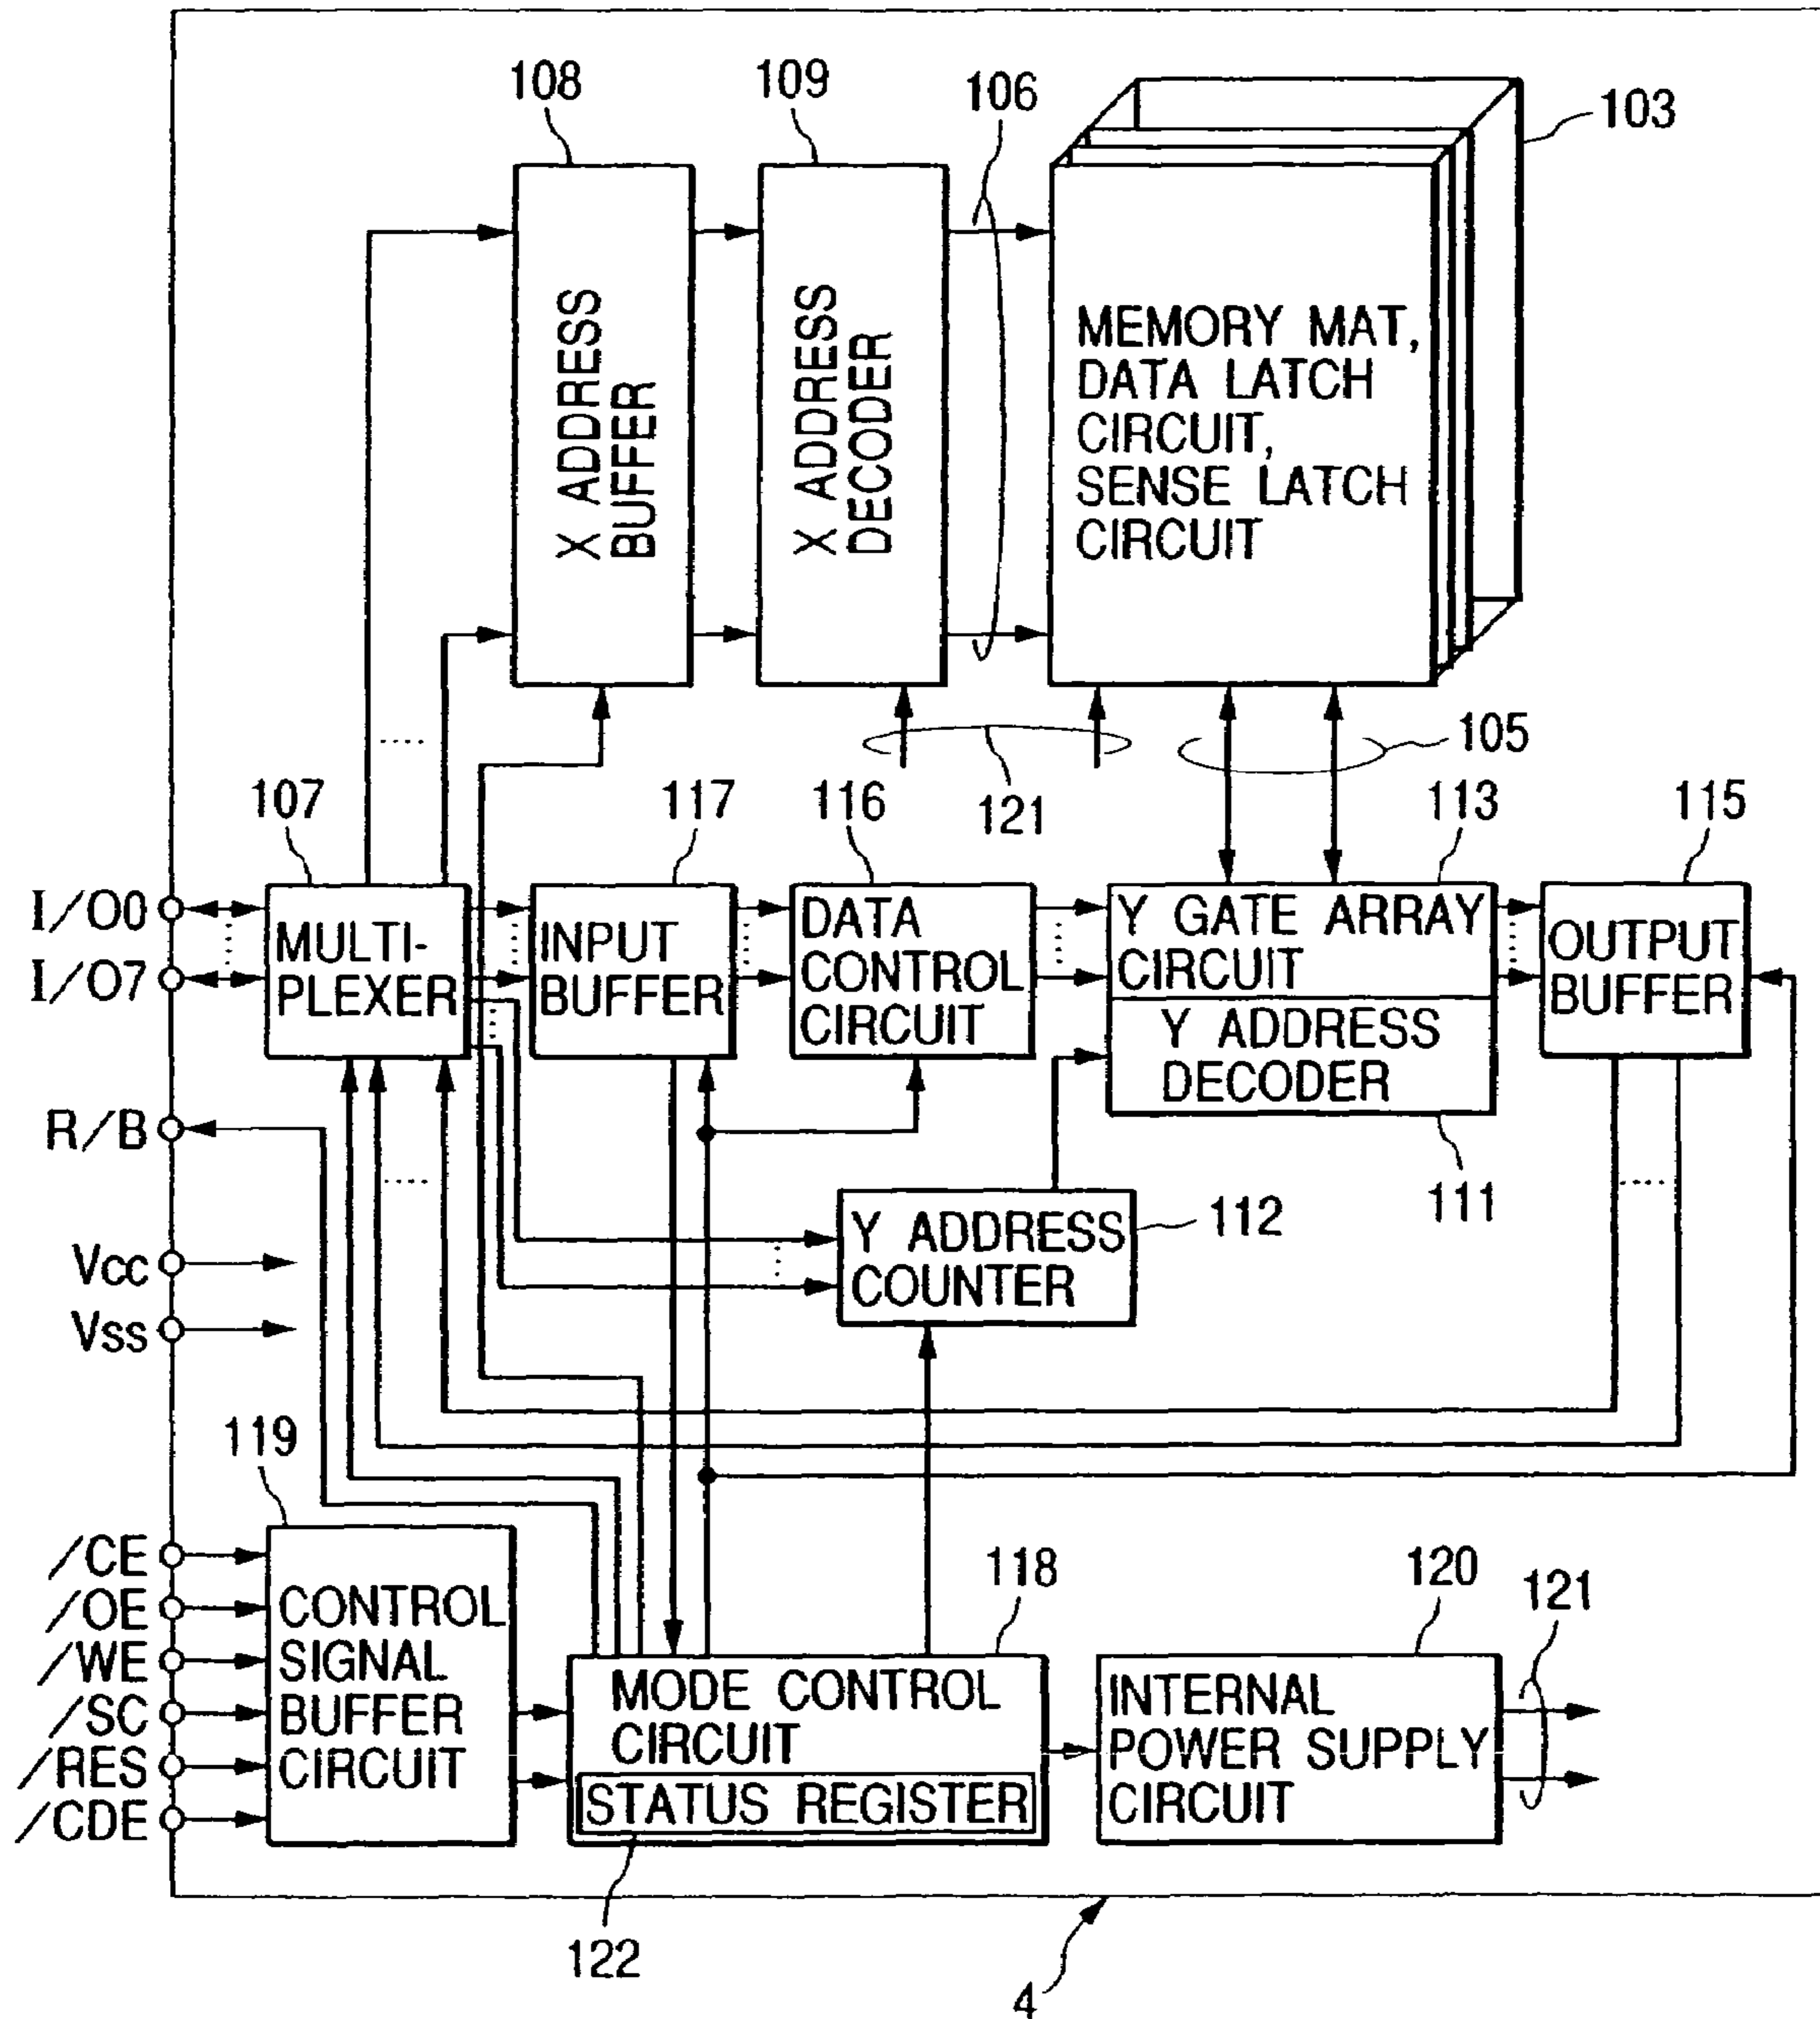 108
109
106
103
X ADDRESS
BUFFER
X ADDRESS
DECODER
MEMORY MAT,
DATA LATCH
CIRCUIT,
SENSE LATCH
CIRCUIT
105
121
107
117
116
113
115
I/O0
I/O7
MULTI-
PLEXER
INPUT
BUFFER
DATA
CONTROL
CIRCUIT
Y GATE ARRAY
CIRCUIT
Y ADDRESS
DECODER
OUTPUT
BUFFER
R/B
111
112
Y ADDRESS
COUNTER
Vcc
Vss
119
118
120
121
/CE
/OE
/WE
/SC
/RES
/CDE
CONTROL
SIGNAL
BUFFER
CIRCUIT
MODE CONTROL
CIRCUIT
STATUS REGISTER
INTERNAL
POWER SUPPLY
CIRCUIT
122
4